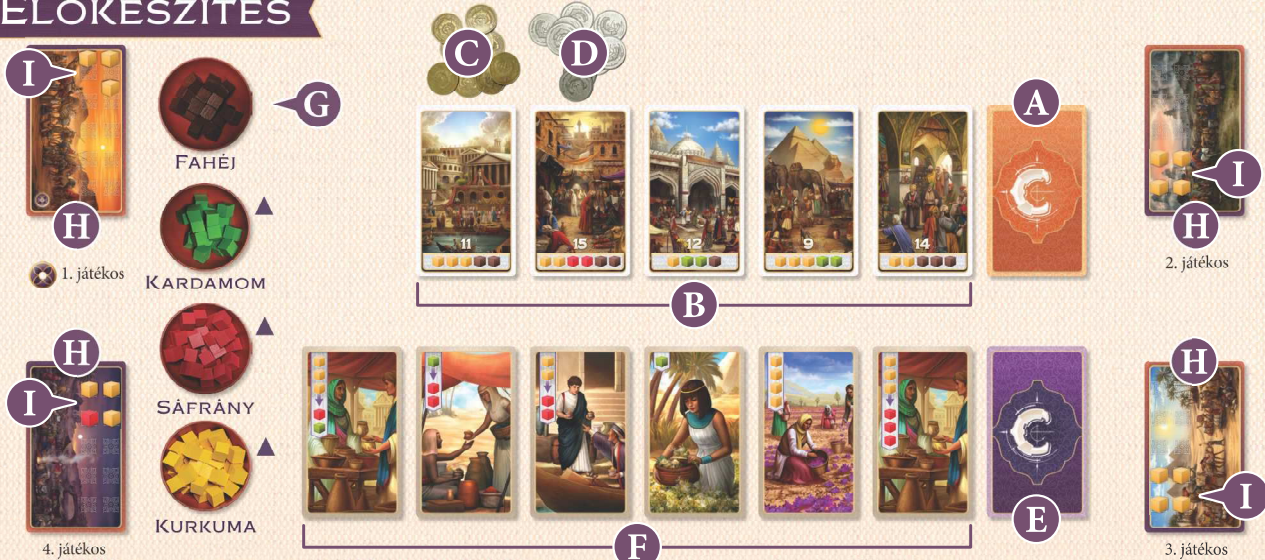 ELŐKÉSZÍTÉS
I
G
C
D
A
I
FAHÉJ
H
1. játékos
KARDAMOM
11
15
12
9
14
C
B
H
2. játékos
H
I
SÁFRÁNY
KURKUMA
4. játékos
C
F
E
H
I
3. játékos